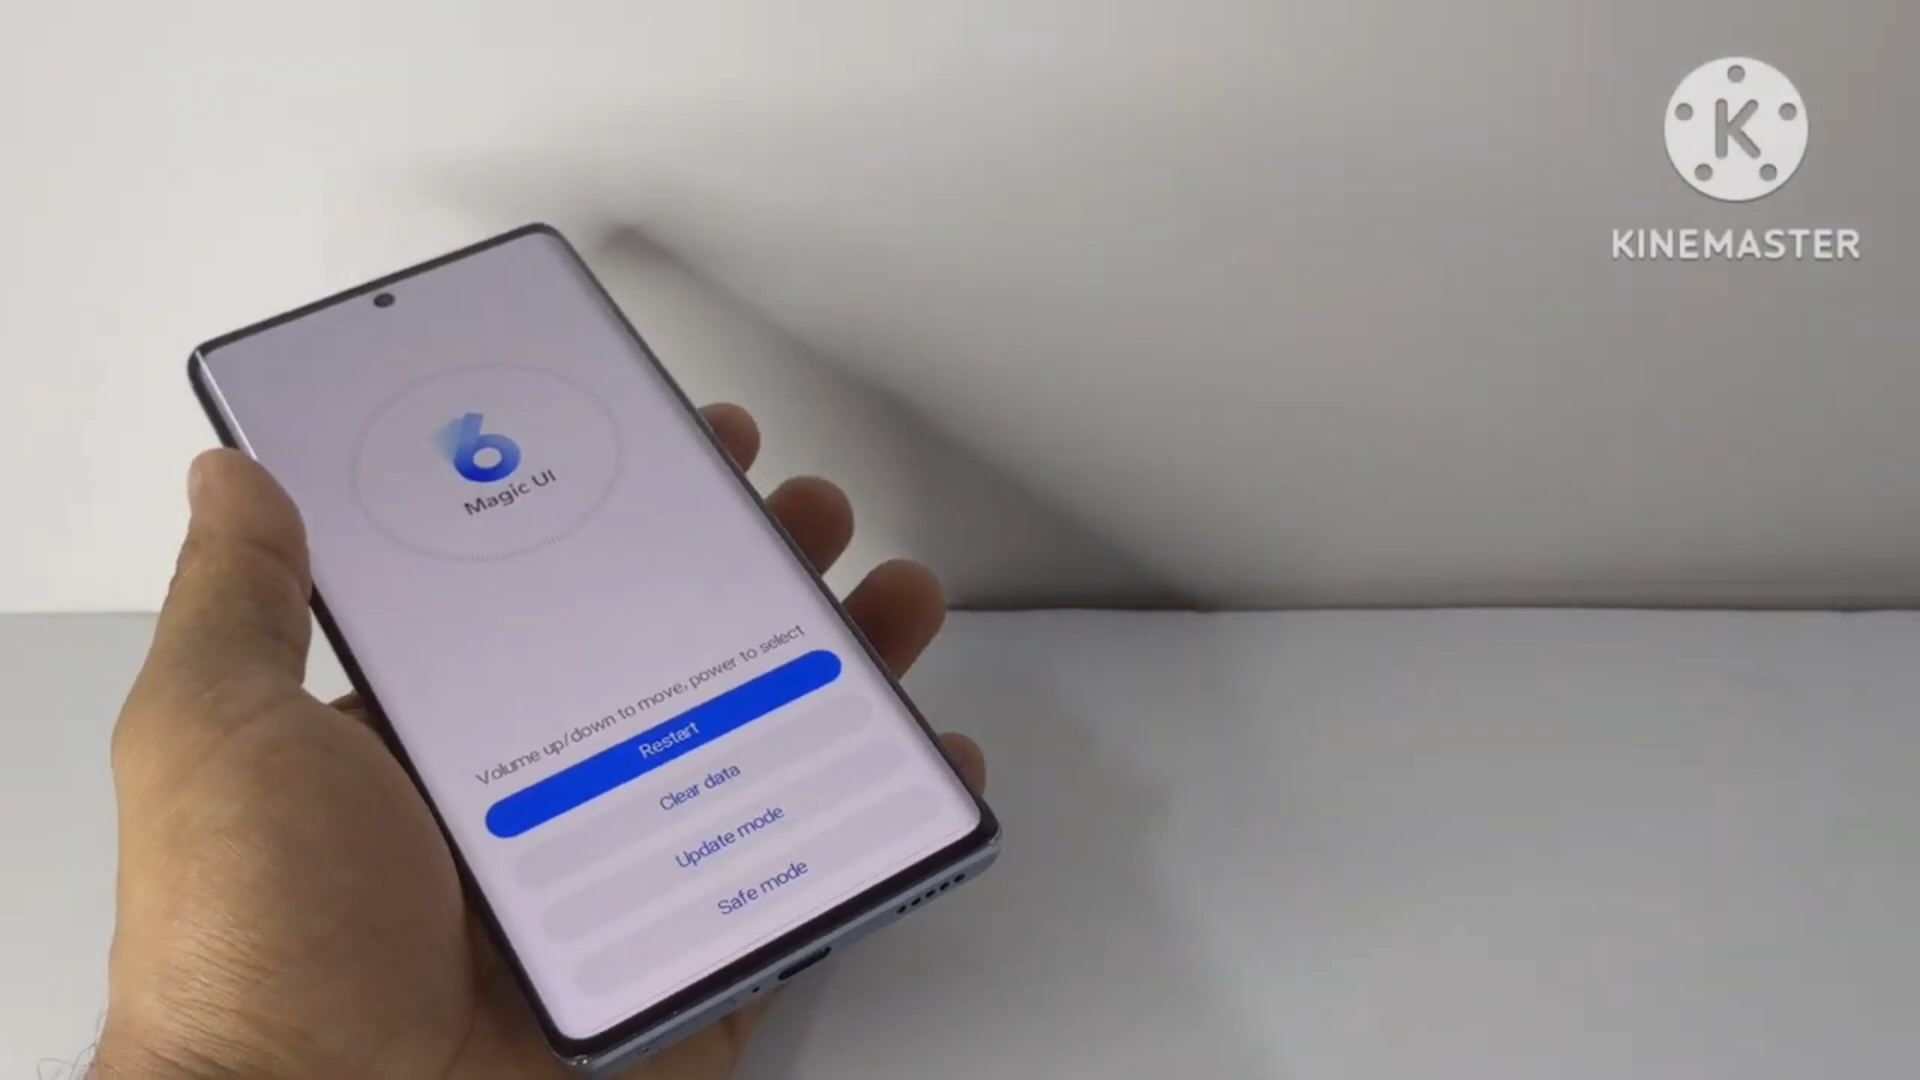 K
KINEMASTER
6
Magic UI
Volume up/down to move, power to select
Restart
Clear data
Update mode
Safe mode